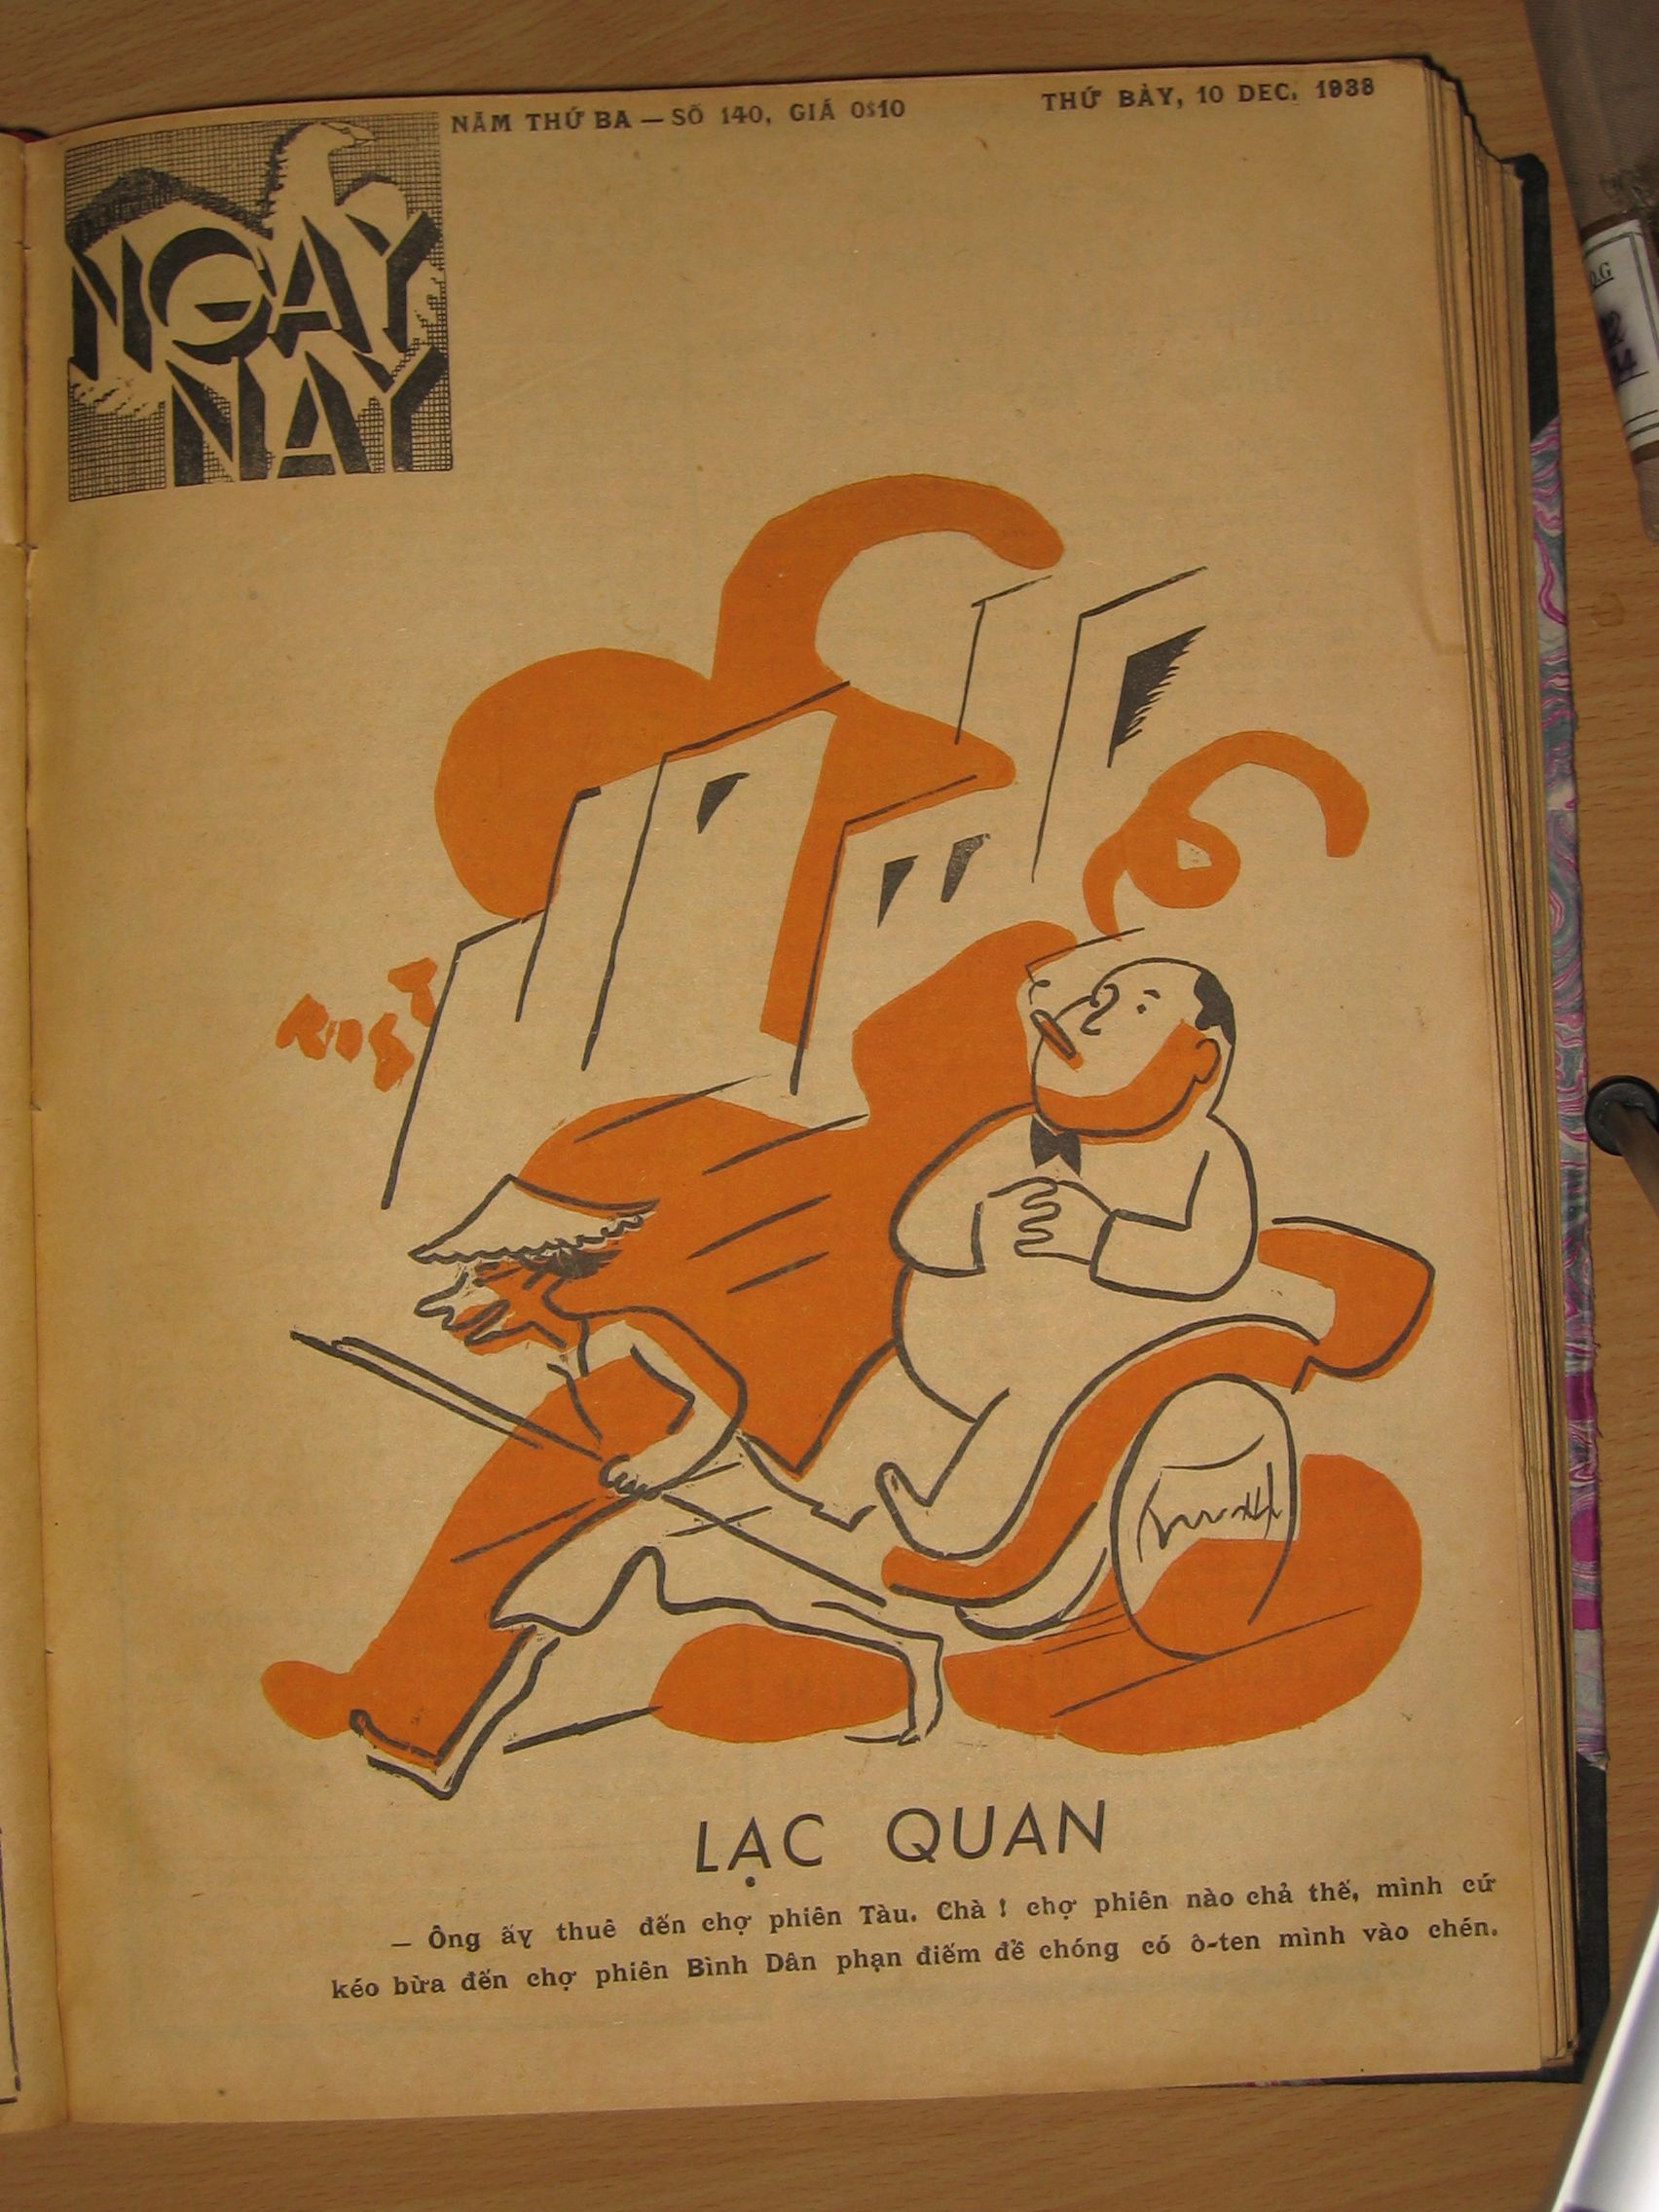 NĂM THỨ BA — SỐ 140, GIÁ 0$10
THỨ BẢY, 10 DEC. 1938
NGAY
NAY
RIGT
LẠC QUAN
— Ông ấy thuê đến chợ phiên Tàu. Chà ! chợ phiên nào chả thế, mình cứ
kéo bừa đến chợ phiên Bình Dân phạn điếm để chóng có ô-ten mình vào chén.